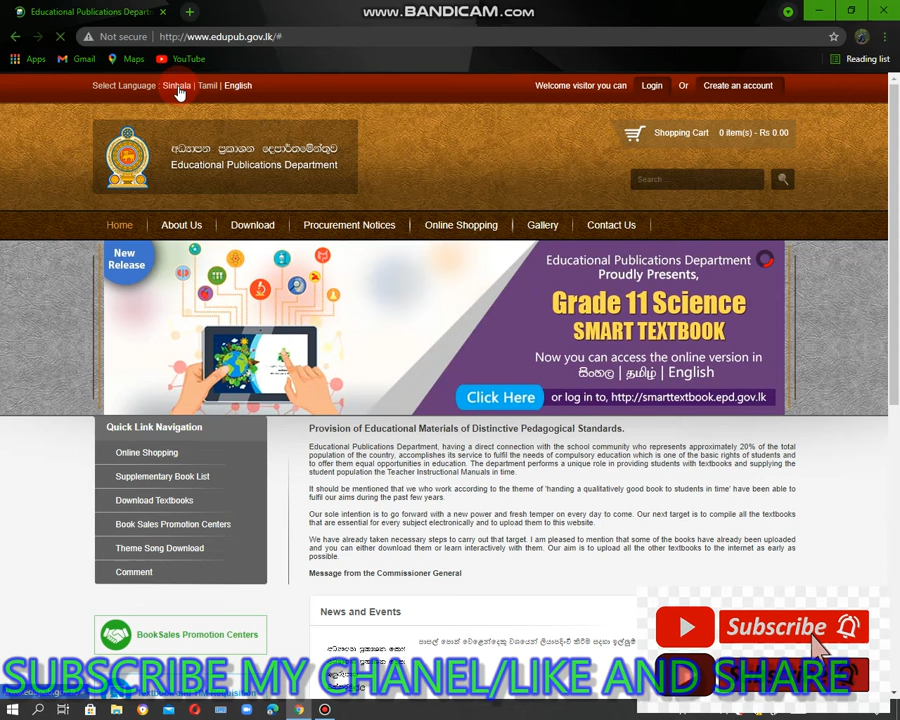 www.BANDICAM.com
Educational Publications Depart
Not secure | http://www.edupub.gov.lk/#
Apps Gmail Maps YouTube Reading list
Select Language : Sinhala | Tamil | English
Welcome visitor you can Login Or Create an account
අධ්‍යාපන ප්‍රකාශන දෙපාර්තමේන්තුව
Educational Publications Department
Shopping Cart 0 item(s) - Rs 0.00
Search ...
Home About Us Download Procurement Notices Online Shopping Gallery Contact Us
New
Release
Educational Publications Department
Proudly Presents,
Grade 11 Science
SMART TEXTBOOK
Now you can access the online version in
සිංහල | தமிழ் | English
Click Here or log in to, http://smarttextbook.epd.gov.lk
Quick Link Navigation
Online Shopping
Supplementary Book List
Download Textbooks
Book Sales Promotion Centers
Theme Song Download
Comment
BookSales Promotion Centers
Provision of Educational Materials of Distinctive Pedagogical Standards.
Educational Publications Department, having a direct connection with the school community who represents approximately 20% of the total
population of the country, accomplishes its service to fulfil the needs of compulsory education which is one of the basic rights of students and
to offer them equal opportunities in education. The department performs a unique role in providing students with textbooks and supplying the
student population the Teacher Instructional Manuals in time.
It should be mentioned that we who work according to the theme of 'handing a qualitatively good book to students in time' have been able to
fulfil our aims during the past few years.
Our sole intention is to go forward with a new power and fresh temper on every day to come. Our next target is to compile all the textbooks
that are essential for every subject electronically and to upload them to this website.
We have already taken necessary steps to carry out that target. I am pleased to mention that some of the books have already been uploaded
and you can either download them or learn interactively with them. Our aim is to upload all the other textbooks to the internet as early as
possible.
Message from the Commissioner General
News and Events
පාසල් පොත් වෙළෙන්දෙකු වශයෙන් ලියාපදිංචි කිරීම සඳහා
Subscribe
SUBSCRIBE MY CHANEL/LIKE AND SHARE